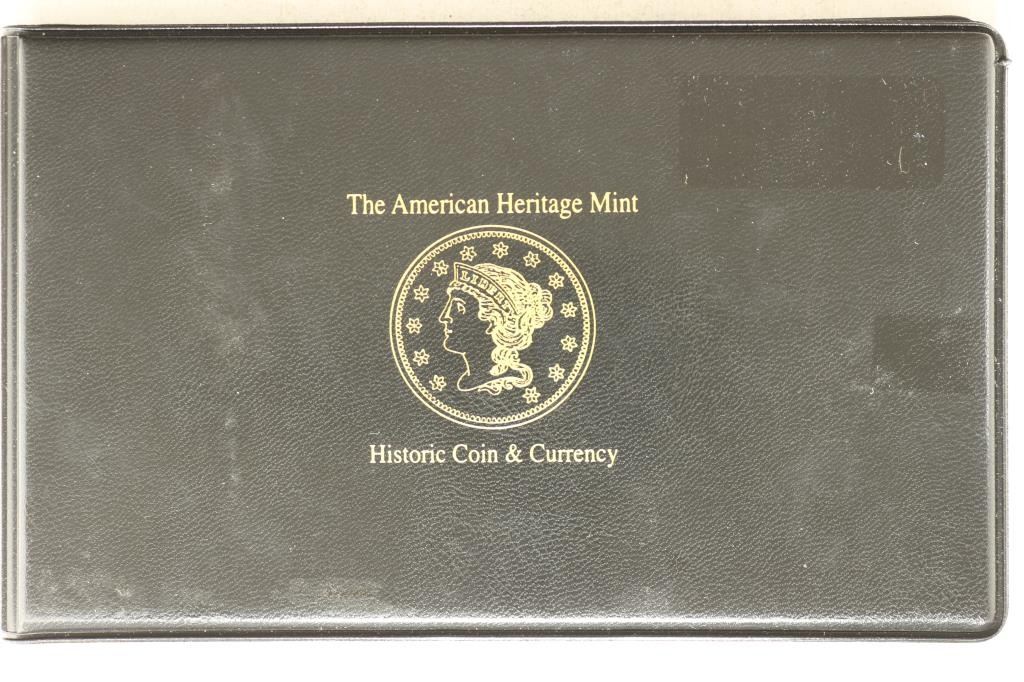 The American Heritage Mint
LIBERTY
Historic Coin & Currency